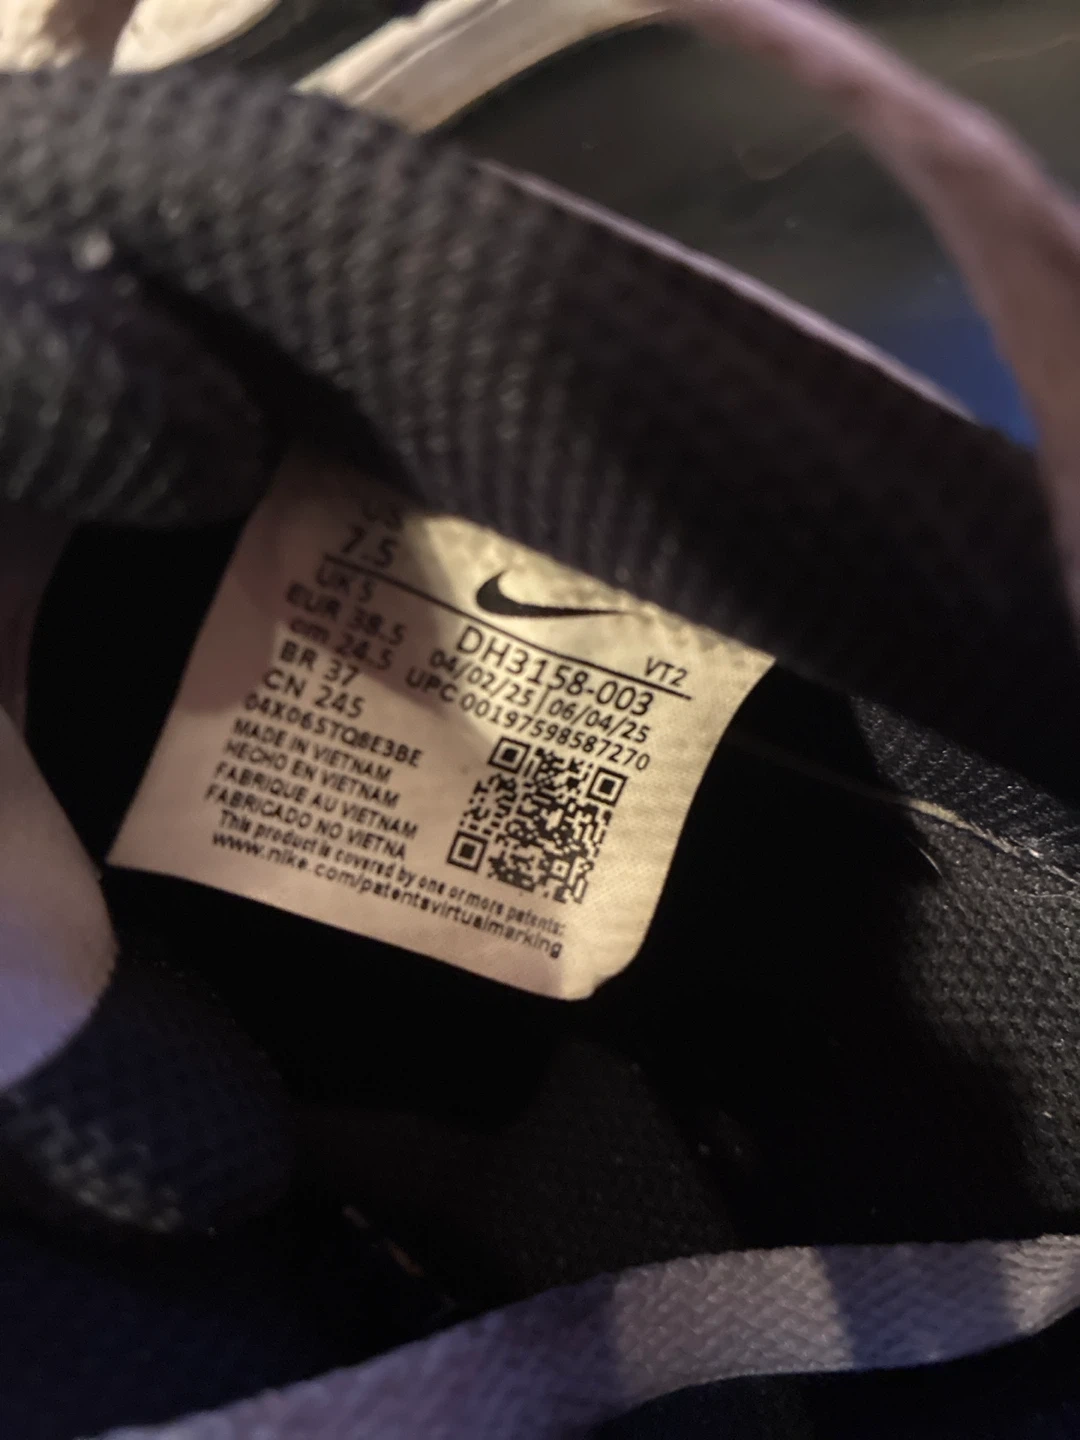 US
7.5
UK 5
EUR 38.5
cm 24.5
BR 37
CN 245
04X065TQ8E3BE
MADE IN VIETNAM
HECHO EN VIETNAM
FABRIQUE AU VIETNAM
FABRICADO NO VIETNA
This product is covered by one or more patents:
www.nike.com/patentsvirtualmarking
VT2
DH3158-003
04/02/25|06/04/25
UPC 00197598587270